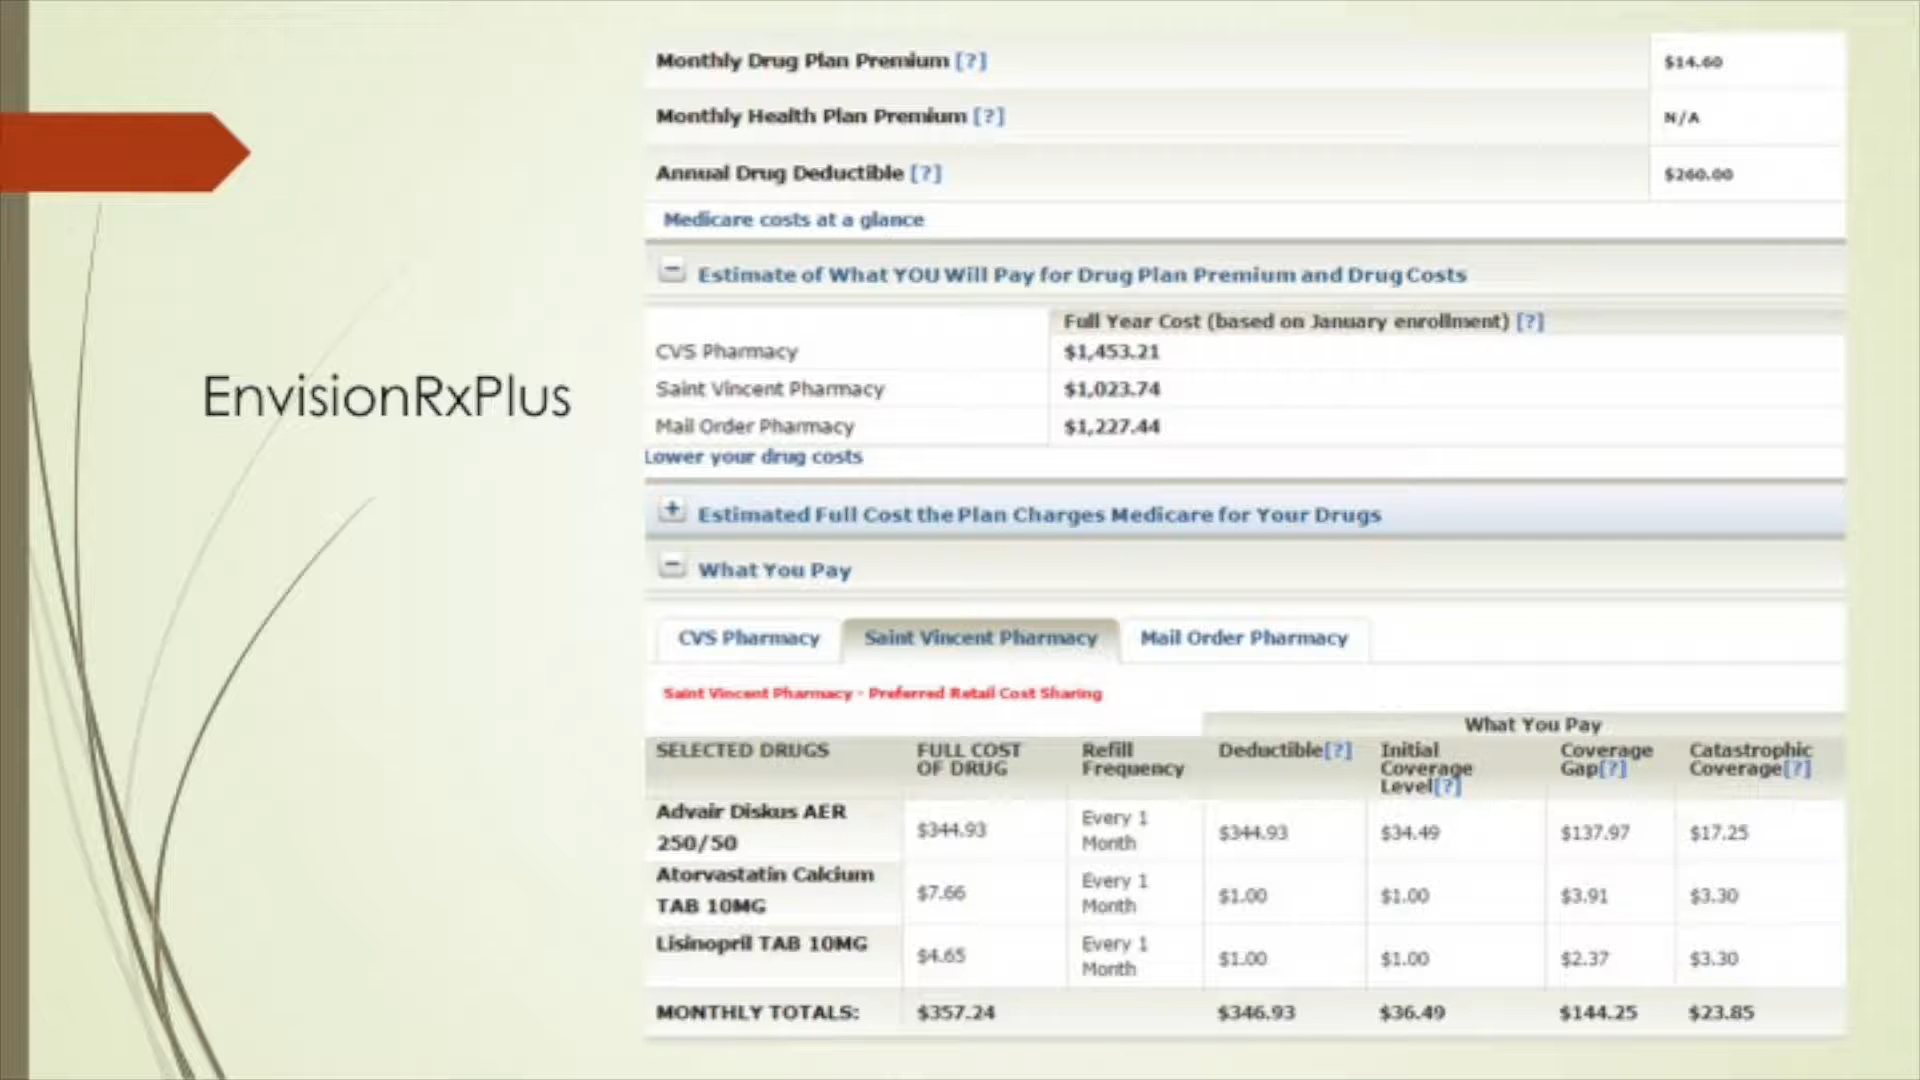 Monthly Drug Plan Premium [?] $14.60
Monthly Health Plan Premium [?] N/A
Annual Drug Deductible [?] $260.00
Medicare costs at a glance
Estimate of What YOU Will Pay for Drug Plan Premium and Drug Costs
Full Year Cost (based on January enrollment) [?]
CVS Pharmacy $1,453.21
Saint Vincent Pharmacy $1,023.74
EnvisionRxPlus
Mail Order Pharmacy $1,227.44
Lower your drug costs
Estimated Full Cost the Plan Charges Medicare for Your Drugs
What You Pay
CVS Pharmacy Saint Vincent Pharmacy Mail Order Pharmacy
Saint Vincent Pharmacy - Preferred Retail Cost Sharing
What You Pay
SELECTED DRUGS FULL COST Refill Deductible[?] Initial Coverage Catastrophic
OF DRUG Frequency Coverage Gap[?] Coverage[?]
Level[?]
Advair Diskus AER $344.93 Every 1 $344.93 $34.49 $137.97 $17.25
250/50 Month
Atorvastatin Calcium $7.66 Every 1 $1.00 $1.00 $3.91 $3.30
TAB 10MG Month
Lisinopril TAB 10MG $4.65 Every 1 $1.00 $1.00 $2.37 $3.30
Month
MONTHLY TOTALS: $357.24 $346.93 $36.49 $144.25 $23.85